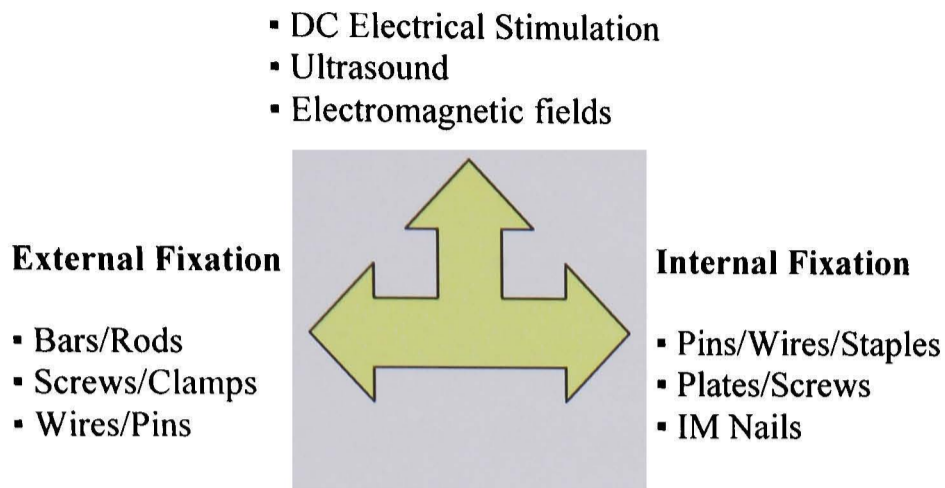 ▪ DC Electrical Stimulation
▪ Ultrasound
▪ Electromagnetic fields
External Fixation
▪ Bars/Rods
▪ Screws/Clamps
▪ Wires/Pins
Internal Fixation
▪ Pins/Wires/Staples
▪ Plates/Screws
▪ IM Nails